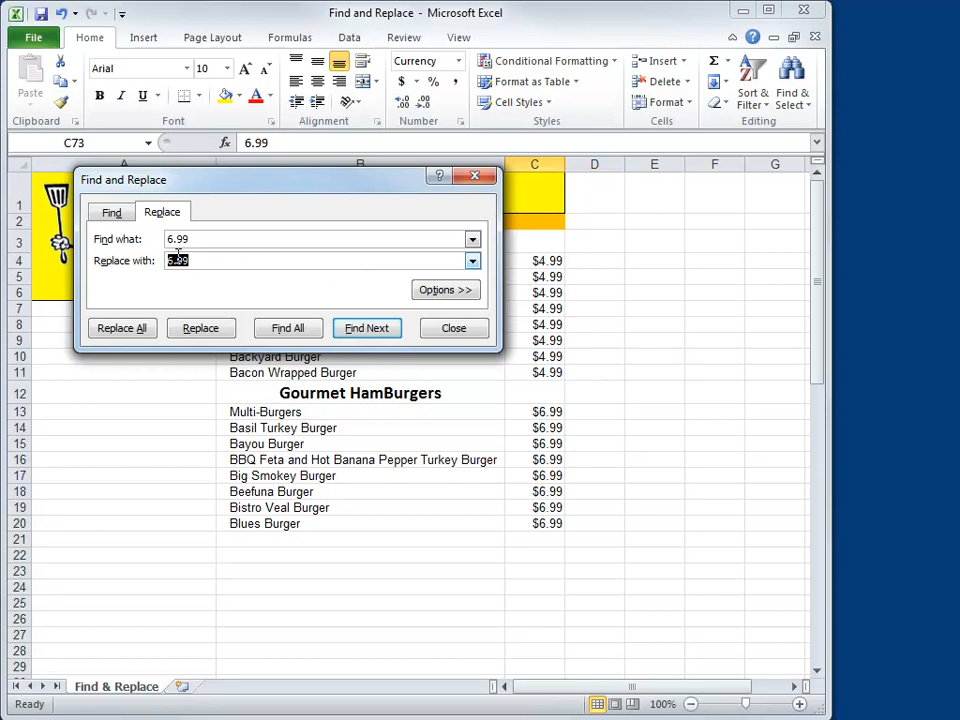 Find and Replace - Microsoft Excel
File Home Insert Page Layout Formulas Data Review View
Paste
Clipboard
Arial 10
B I U
Font
Alignment
Currency
$ % ,
Number
Conditional Formatting
Format as Table
Cell Styles
Styles
Insert
Delete
Format
Cells
Sort & Filter
Find & Select
Editing
C73 fx 6.99
A B C D E F G
Find and Replace
Find Replace
Find what: 6.99
Replace with: 6.99
Options >>
Replace All Replace Find All Find Next Close
1
2
3
4 $4.99
5 $4.99
6 $4.99
7 $4.99
8 $4.99
9 $4.99
10 Backyard Burger $4.99
11 Bacon Wrapped Burger $4.99
12 Gourmet HamBurgers
13 Multi-Burgers $6.99
14 Basil Turkey Burger $6.99
15 Bayou Burger $6.99
16 BBQ Feta and Hot Banana Pepper Turkey Burger $6.99
17 Big Smokey Burger $6.99
18 Beefuna Burger $6.99
19 Bistro Veal Burger $6.99
20 Blues Burger $6.99
21
22
23
24
25
26
27
28
29
Find & Replace
Ready 100%